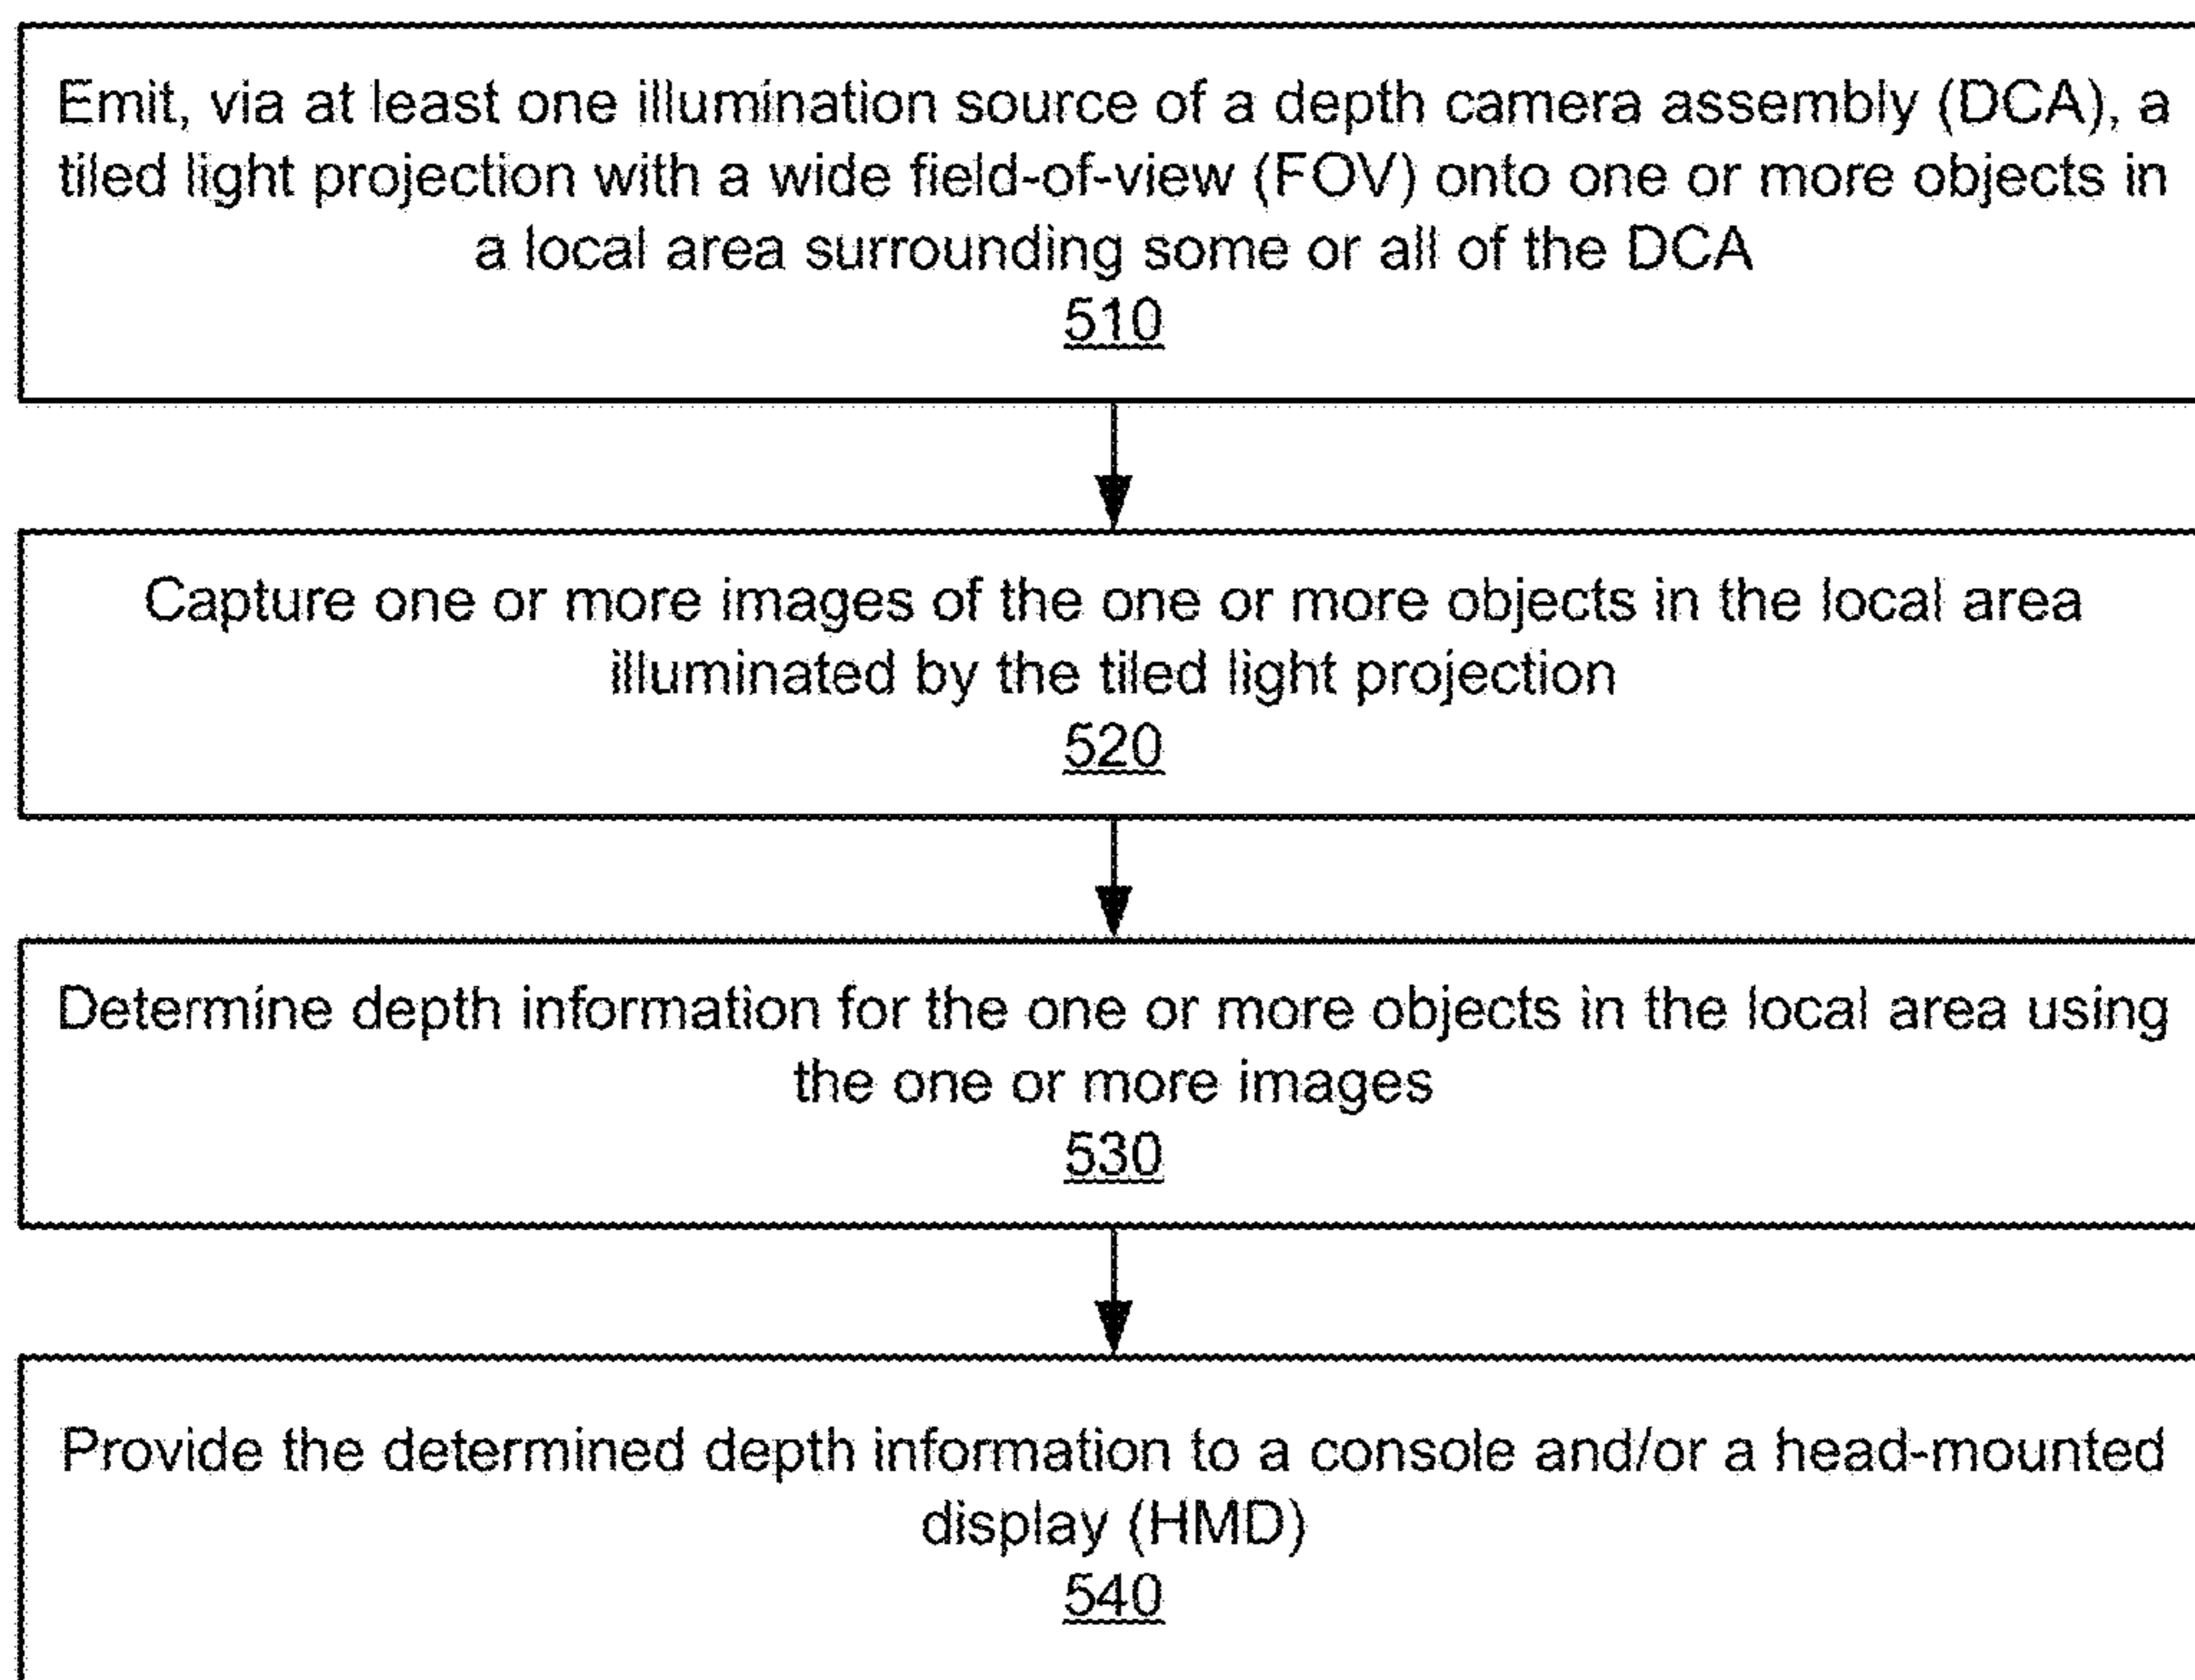 Emit, via at least one illumination source of a depth camera assembly (DCA), a
tiled light projection with a wide field-of-view (FOV) onto one or more objects in
a local area surrounding some or all of the DCA
510
Capture one or more images of the one or more objects in the local area
illuminated by the tiled light projection
520
Determine depth information for the one or more objects in the local area using
the one or more images
530
Provide the determined depth information to a console and/or a head-mounted
display (HMD)
540